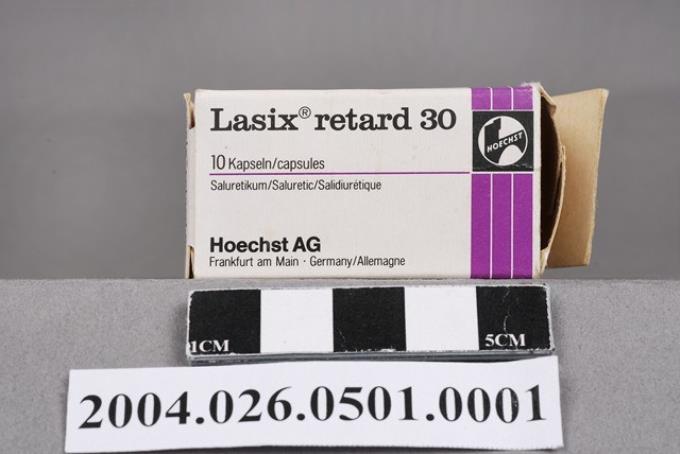 Lasix® retard 30
HOECHST
10 Kapseln/capsules
Saluretikum/Saluretic/Salidiurétique
Hoechst AG
Frankfurt am Main · Germany/Allemagne
1CM
5CM
2004.026.0501.0001